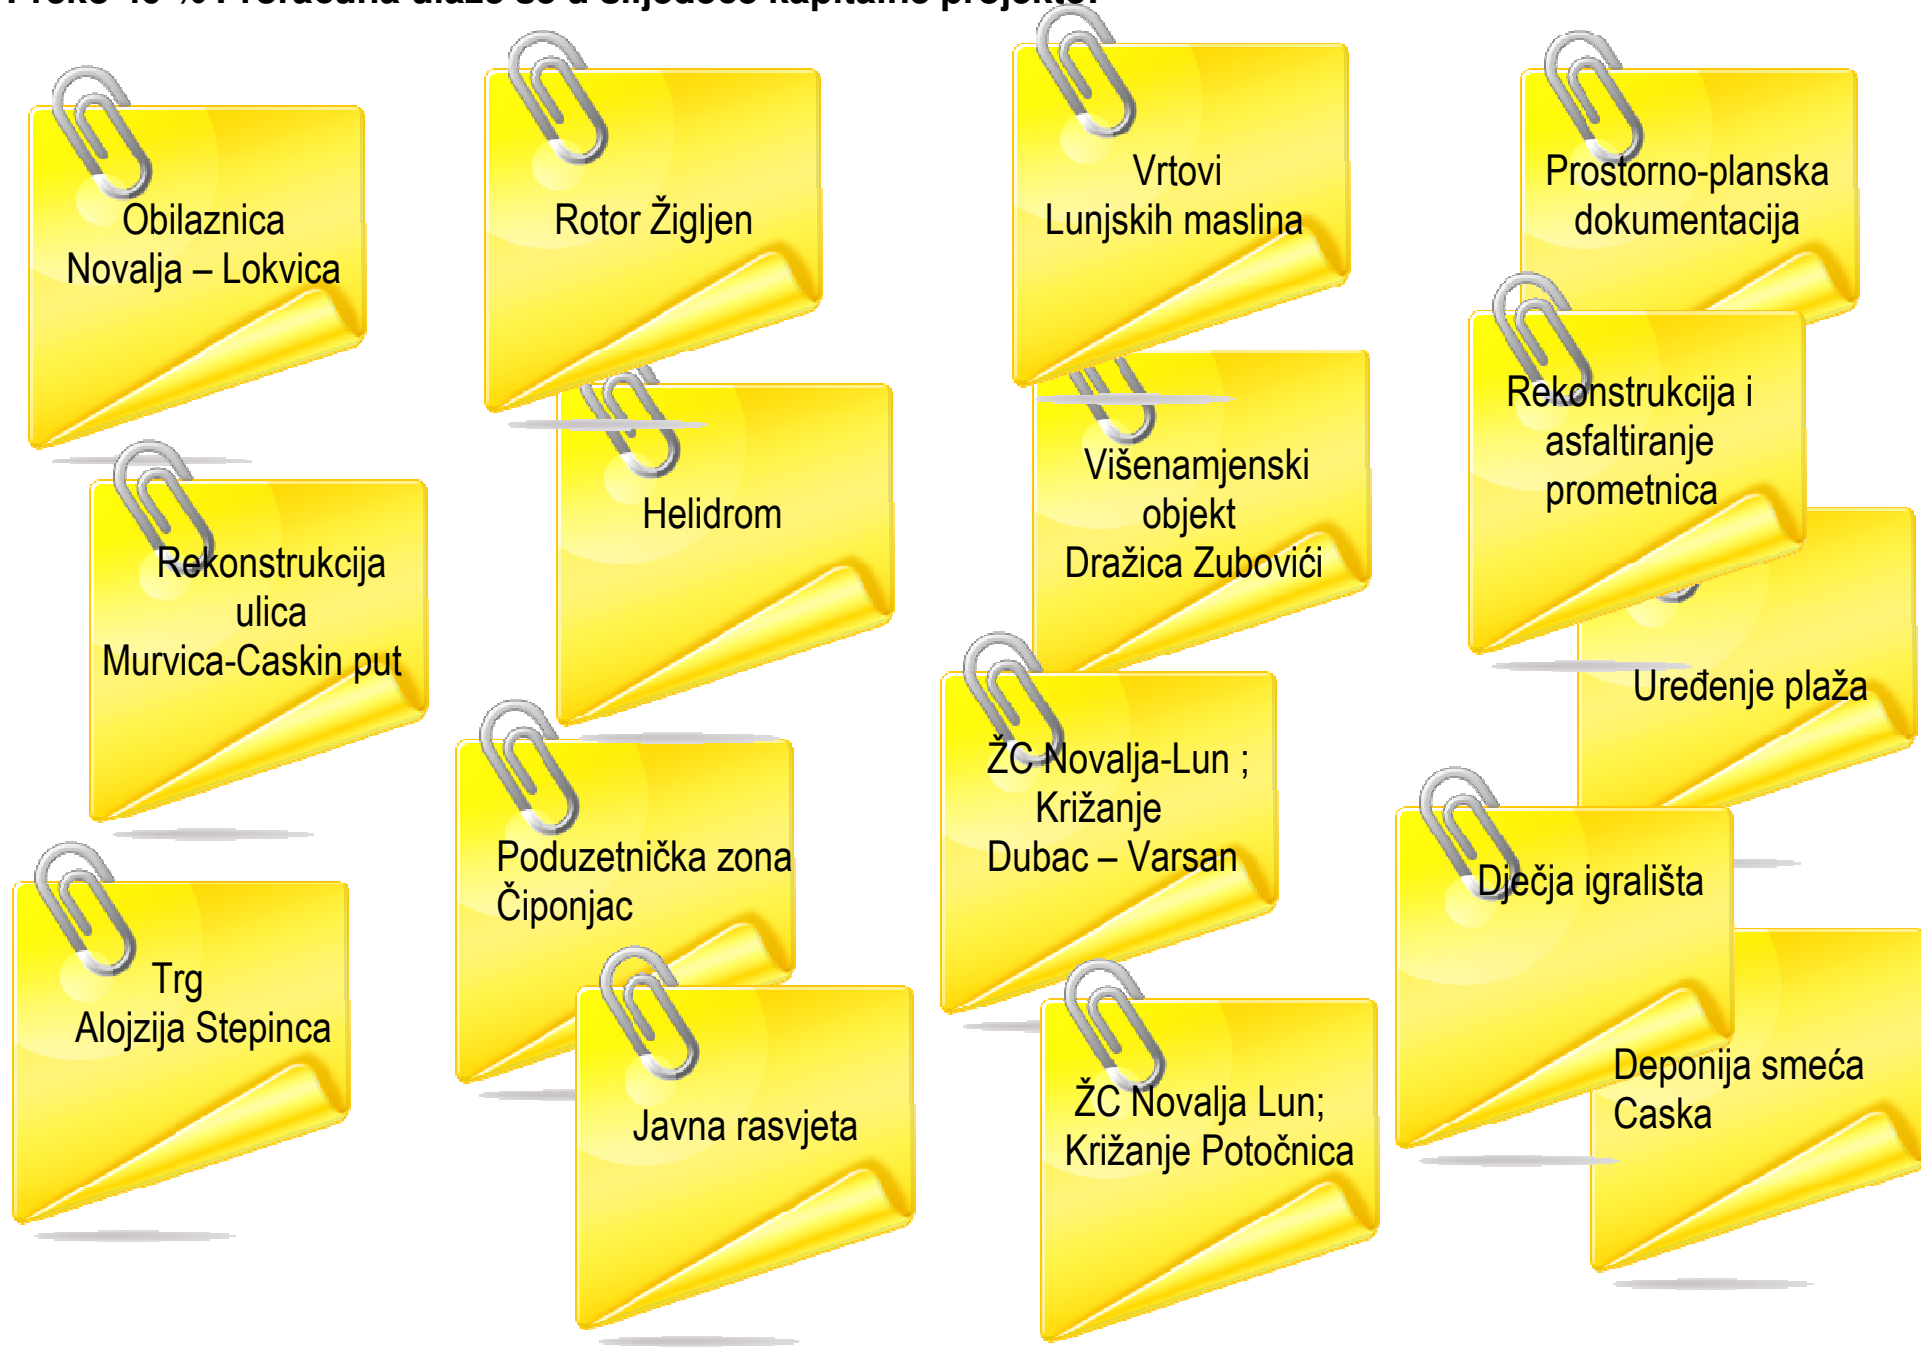 Obilaznica
Novalja – Lokvica
Rotor Žigljen
Vrtovi
Lunjskih maslina
Prostorno-planska
dokumentacija
Rekonstrukcija
ulica
Murvica-Caskin put
Helidrom
Višenamjenski
objekt
Dražica Zubovići
Rekonstrukcija i
asfaltiranje
prometnica
Uređenje plaža
Trg
Alojzija Stepinca
Poduzetnička zona
Čiponjac
ŽC Novalja-Lun ;
Križanje
Dubac – Varsan
Dječja igrališta
Javna rasvjeta
ŽC Novalja Lun;
Križanje Potočnica
Deponija smeća
Caska